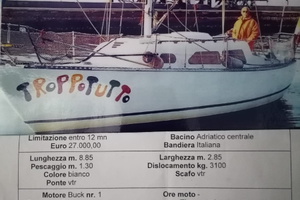 TROPPOTUTTO
Limitazione entro 12 mn
Bacino Adriatico centrale
Euro 27.000,00
Bandiera Italiana
Lunghezza m. 8.85
Larghezza m. 2.85
Pescaggio m. 1.30
Dislocamento kg. 3100
Colore bianco
Scafo vtr
Ponte vtr
Motore Buck nr. 1
Ore moto -